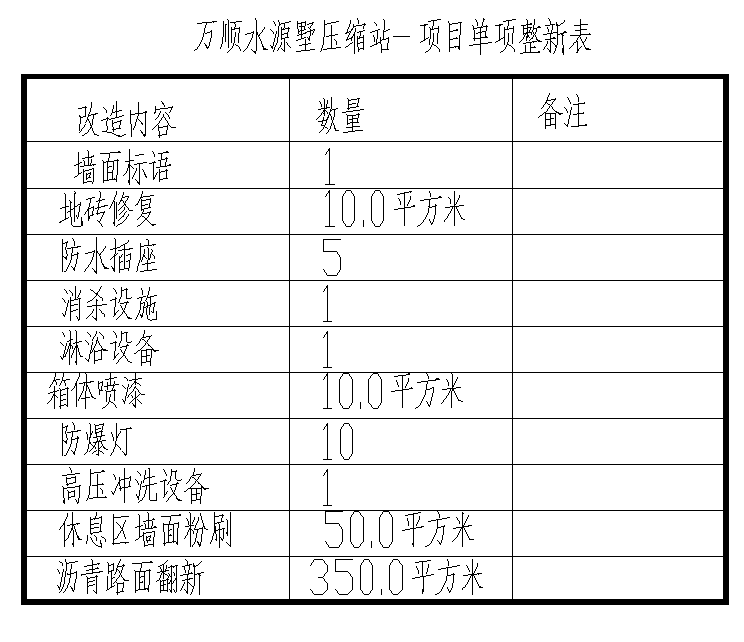 万顺水源墅压缩站-项目单项整新表
改造内容 数量 备注
墙面标语 1
地砖修复 10.0平方米
防水插座 5
消杀设施 1
淋浴设备 1
箱体喷漆 10.0平方米
防爆灯 10
高压冲洗设备 1
休息区墙面粉刷 50.0平方米
沥青路面翻新 350.0平方米